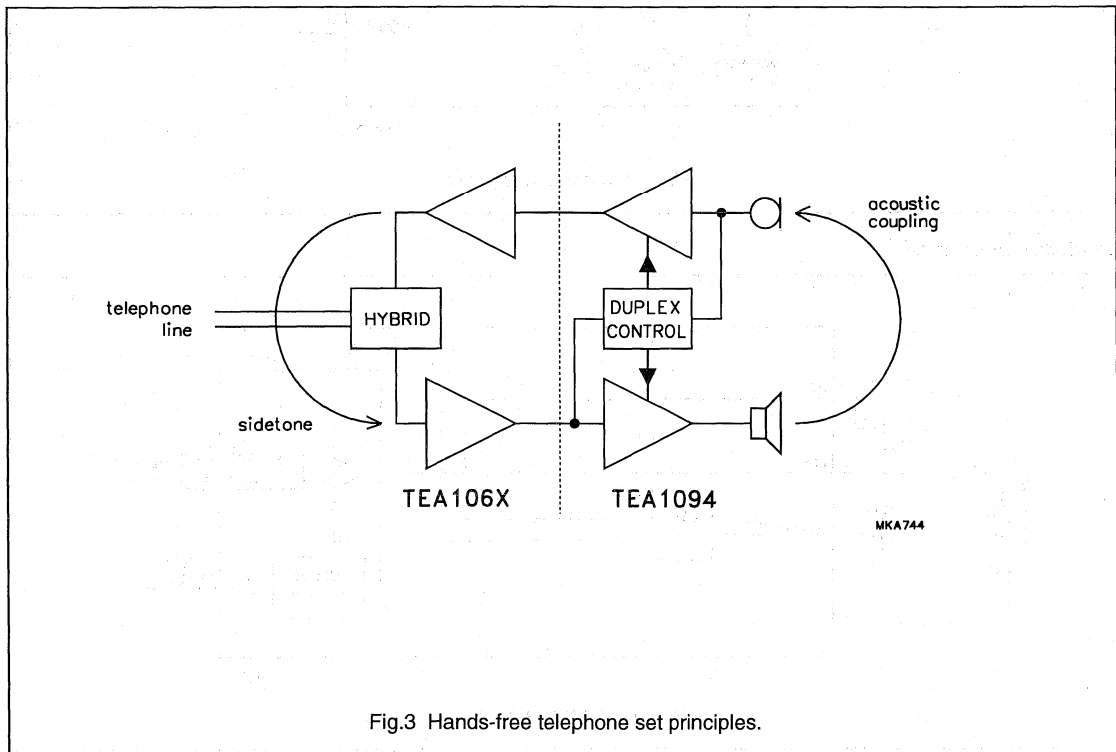 acoustic
coupling
telephone
line
HYBRID
DUPLEX
CONTROL
sidetone
TEA106X
TEA1094
MKA744
Fig.3 Hands-free telephone set principles.